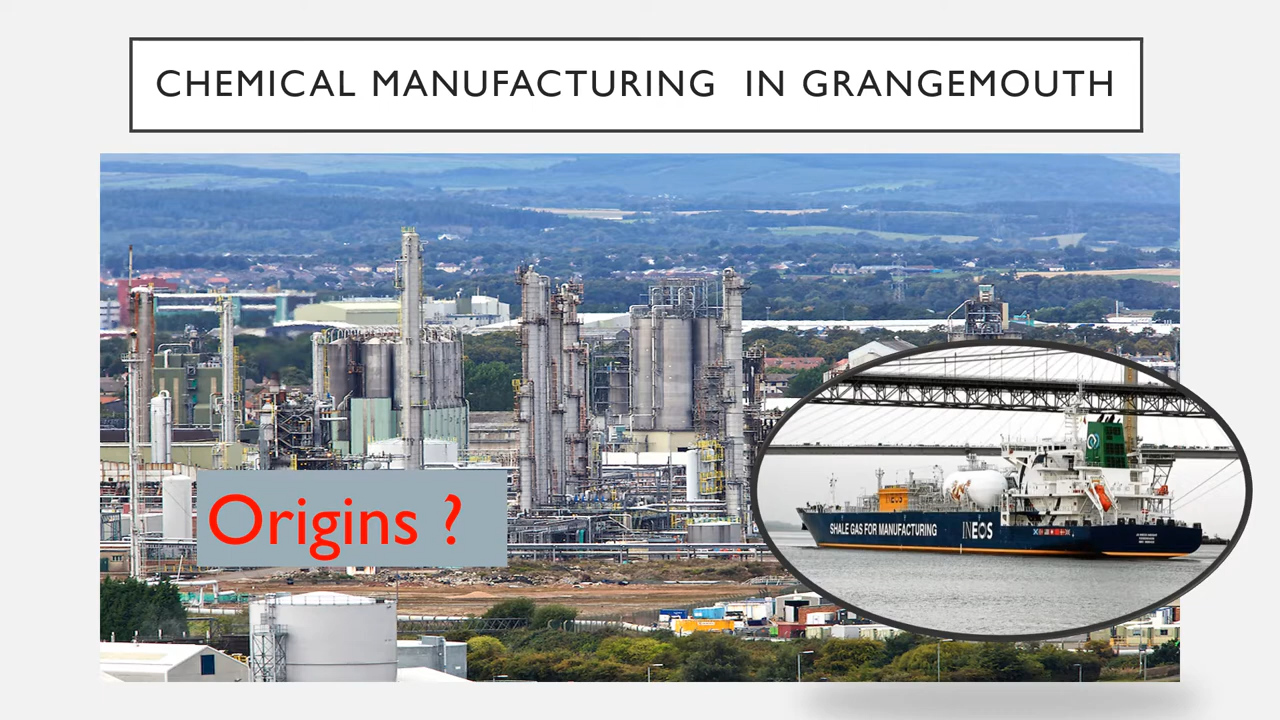 CHEMICAL MANUFACTURING IN GRANGEMOUTH
Origins ?
SHALE GAS FOR MANUFACTURING INEOS